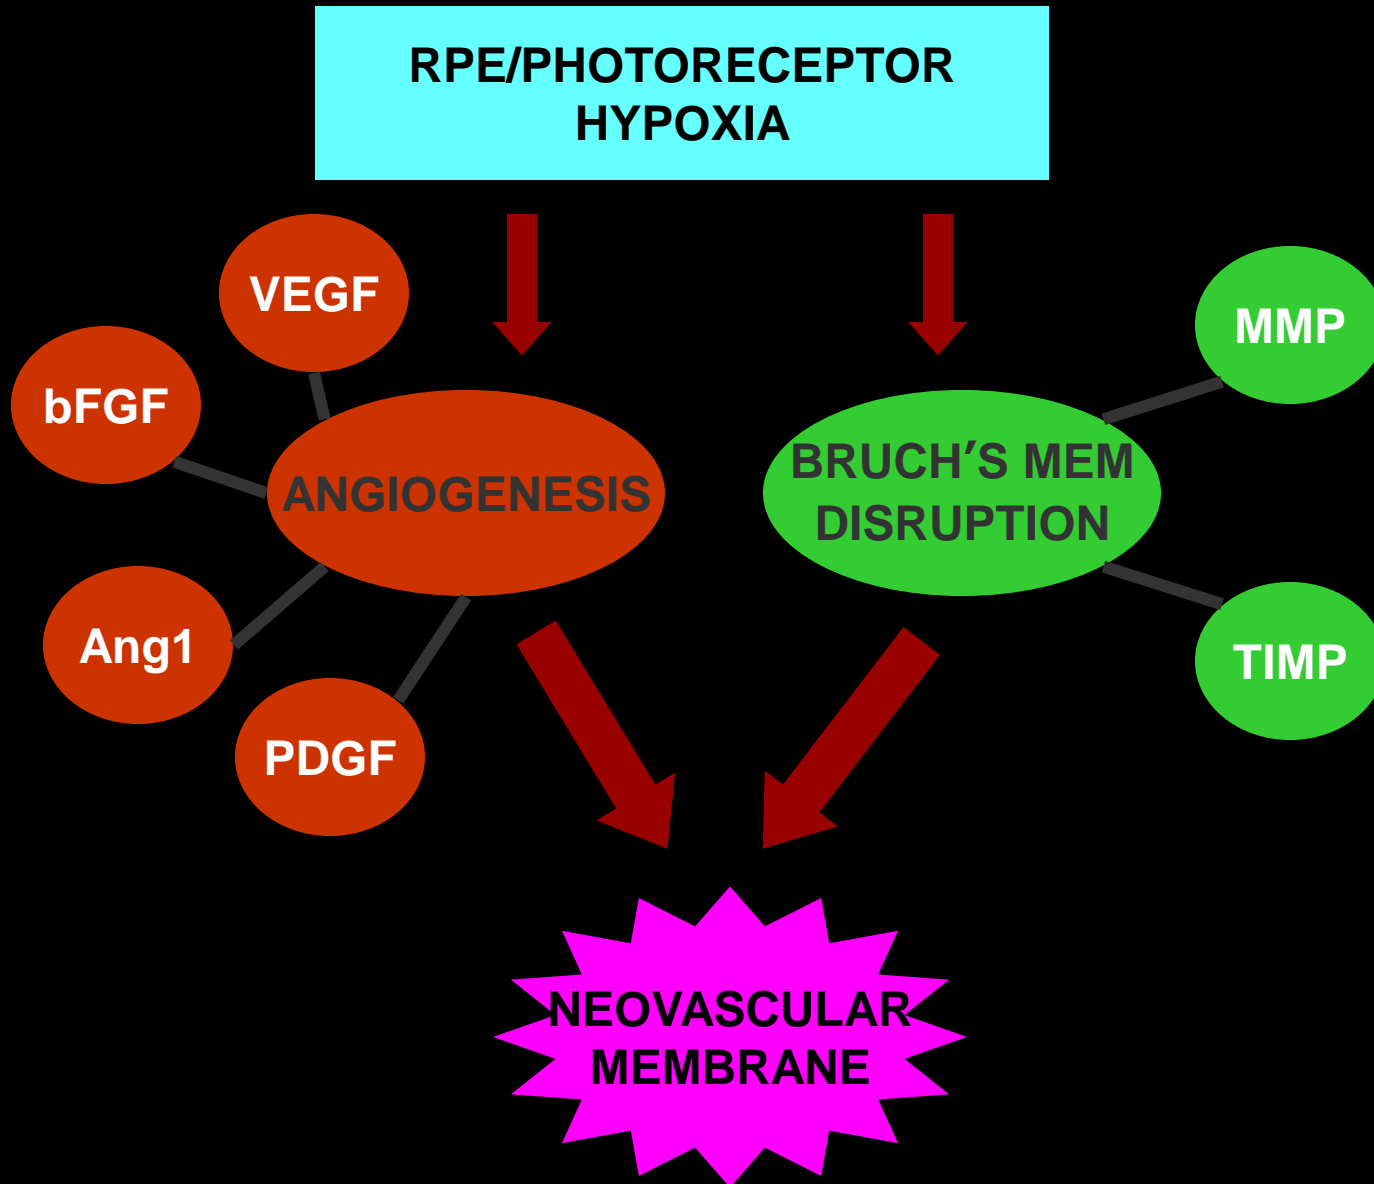 RPE/PHOTORECEPTOR
HYPOXIA
VEGF
bFGF
Ang1
PDGF
ANGIOGENESIS
BRUCH’S MEM
DISRUPTION
MMP
TIMP
NEOVASCULAR
MEMBRANE